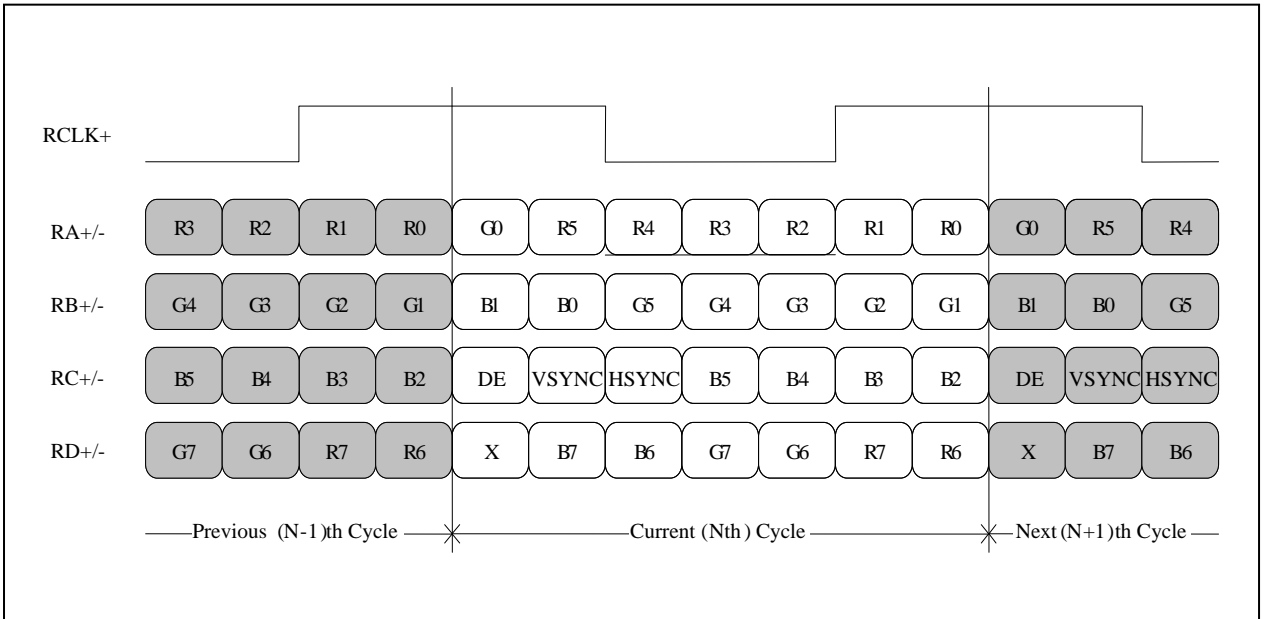 RCLK+
RA+/- R3 R2 R1 R0 G0 R5 R4 R3 R2 R1 R0 G0 R5 R4
RB+/- G4 G3 G2 G1 B1 B0 G5 G4 G3 G2 G1 B1 B0 G5
RC+/- B5 B4 B3 B2 DE VSYNC HSYNC B5 B4 B3 B2 DE VSYNC HSYNC
RD+/- G7 G6 R7 R6 X B7 B6 G7 G6 R7 R6 X B7 B6
Previous (N-1)th Cycle Current (Nth) Cycle Next (N+1)th Cycle